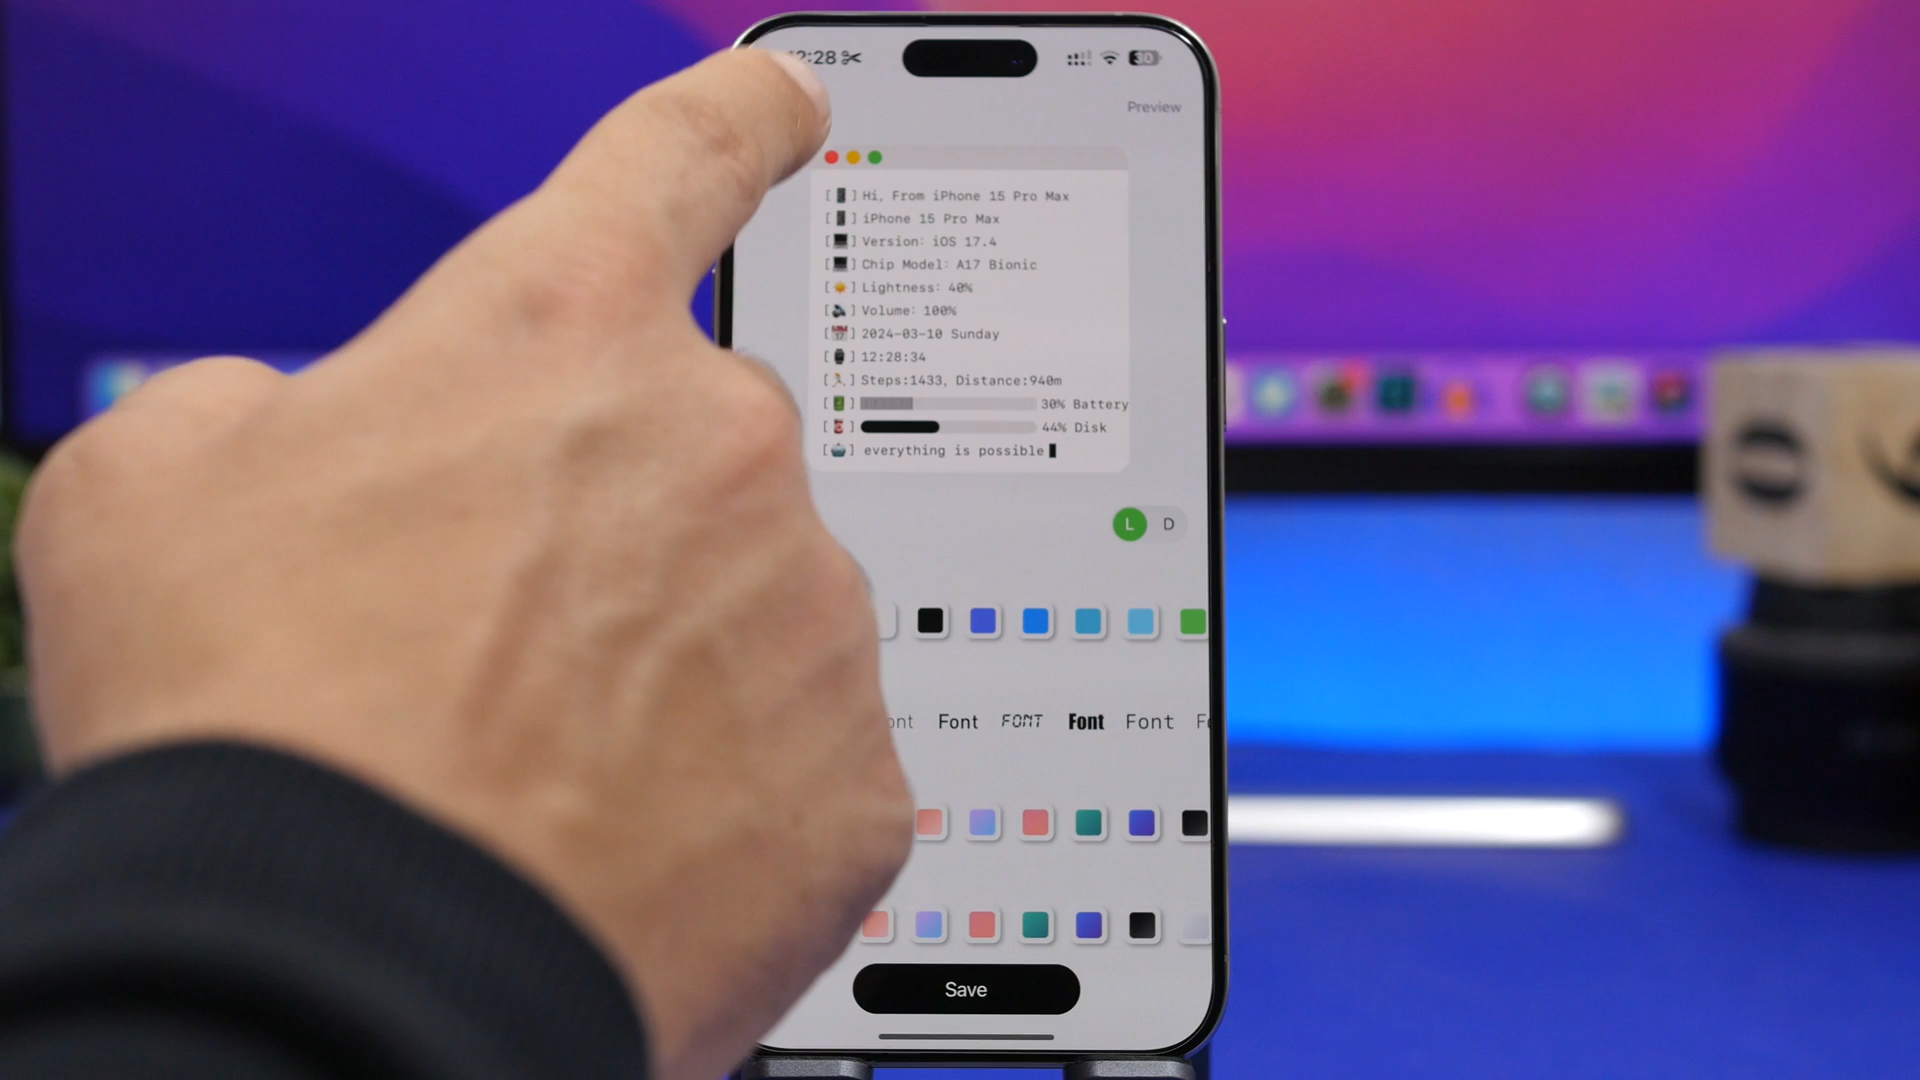 2:28
30
Preview
[ ] Hi, From iPhone 15 Pro Max
[ ] iPhone 15 Pro Max
[ ] Version: iOS 17.4
[ ] Chip Model: A17 Bionic
[ ] Lightness: 40%
[ ] Volume: 100%
[ ] 2024-03-10 Sunday
[ ] 12:28:34
[ ] Steps:1433, Distance:940m
[ ] 30% Battery
[ ] 44% Disk
[ ] everything is possible
L D
Font FONT Font Font
Save